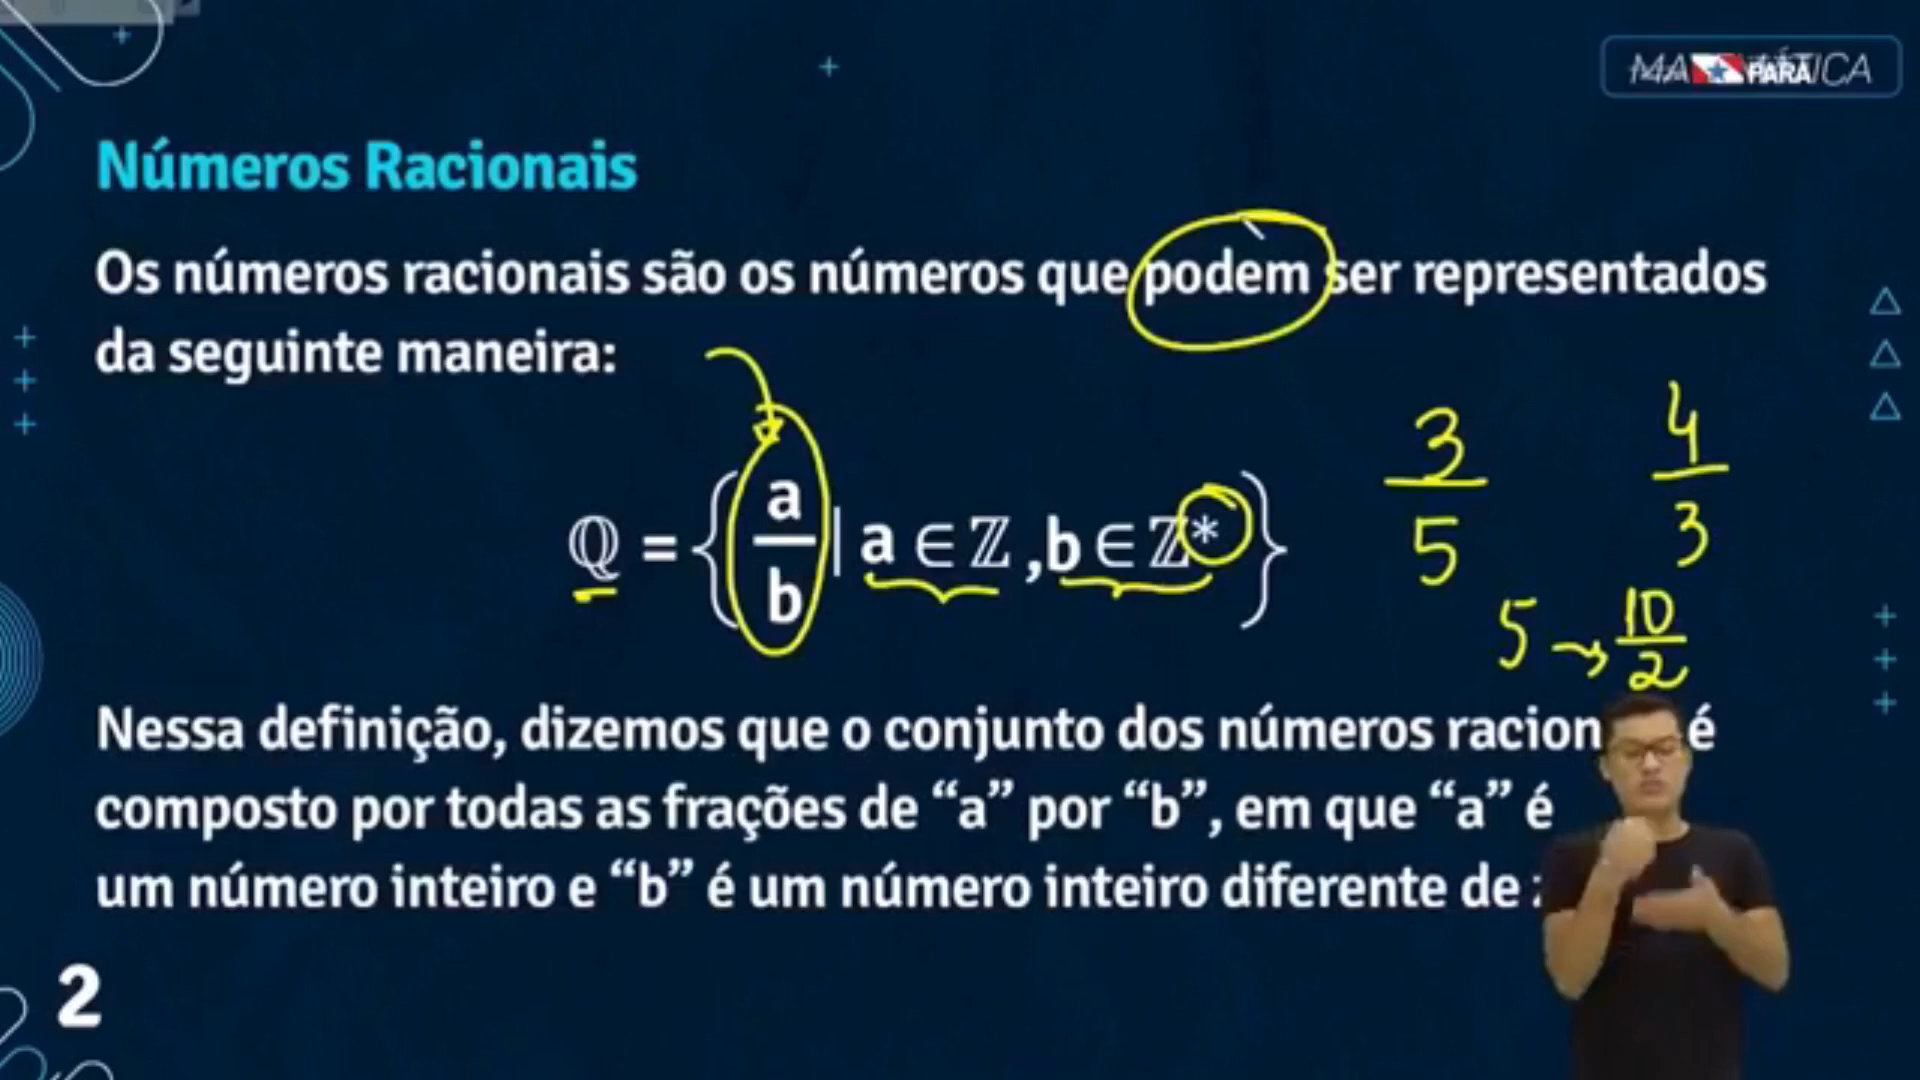 MATEMÁTICA
PARÁ
Números Racionais
Os números racionais são os números que podem ser representados
da seguinte maneira:
ℚ = { a/b | a ∈ ℤ , b ∈ ℤ* }
3/5
4/3
5 → 10/2
Nessa definição, dizemos que o conjunto dos números racion é
composto por todas as frações de “a” por “b”, em que “a” é
um número inteiro e “b” é um número inteiro diferente de
2